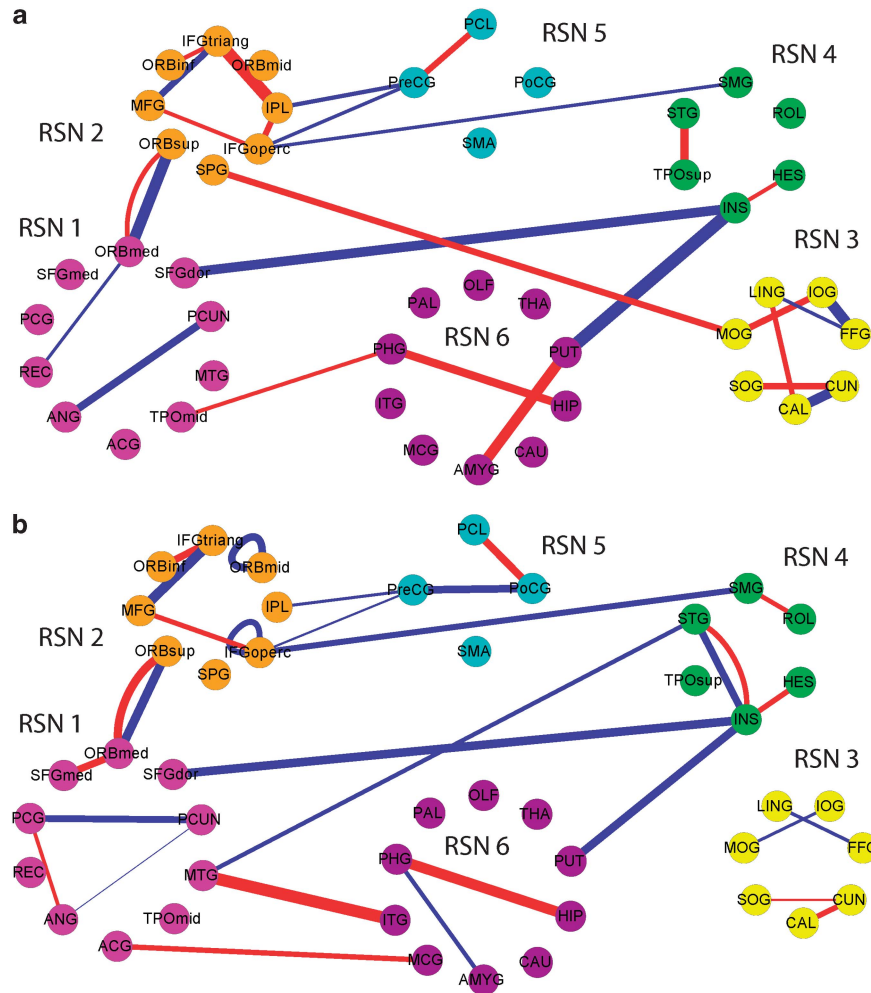 a
PCL
RSN 5
IFGtriang
ORBinf
ORBmid
PreCG
PoCG
SMG
RSN 4
MFG
IPL
STG
ROL
RSN 2
ORBsup
IFGoperc
SMA
SPG
TPOsup
HES
INS
RSN 1
ORBmed
SFGmed
SFGdor
RSN 3
OLF
LING
IOG
PAL
THA
PCG
PCUN
RSN 6
MOG
FFG
PHG
PUT
REC
MTG
SOG
CUN
ITG
HIP
CAL
ANG
TPOmid
ACG
MCG
CAU
AMYG
b
PCL
IFGtriang
RSN 5
ORBinf
ORBmid
RSN 4
PreCG
PoCG
SMG
MFG
IPL
STG
ROL
RSN 2
ORBsup
IFGoperc
SMA
SPG
TPOsup
HES
RSN 1
INS
ORBmed
SFGmed
SFGdor
RSN 3
OLF
LING
IOG
PCG
PCUN
PAL
THA
RSN 6
MOG
FFG
PHG
PUT
REC
MTG
SOG
CUN
ANG
TPOmid
ITG
HIP
CAL
ACG
MCG
CAU
AMYG